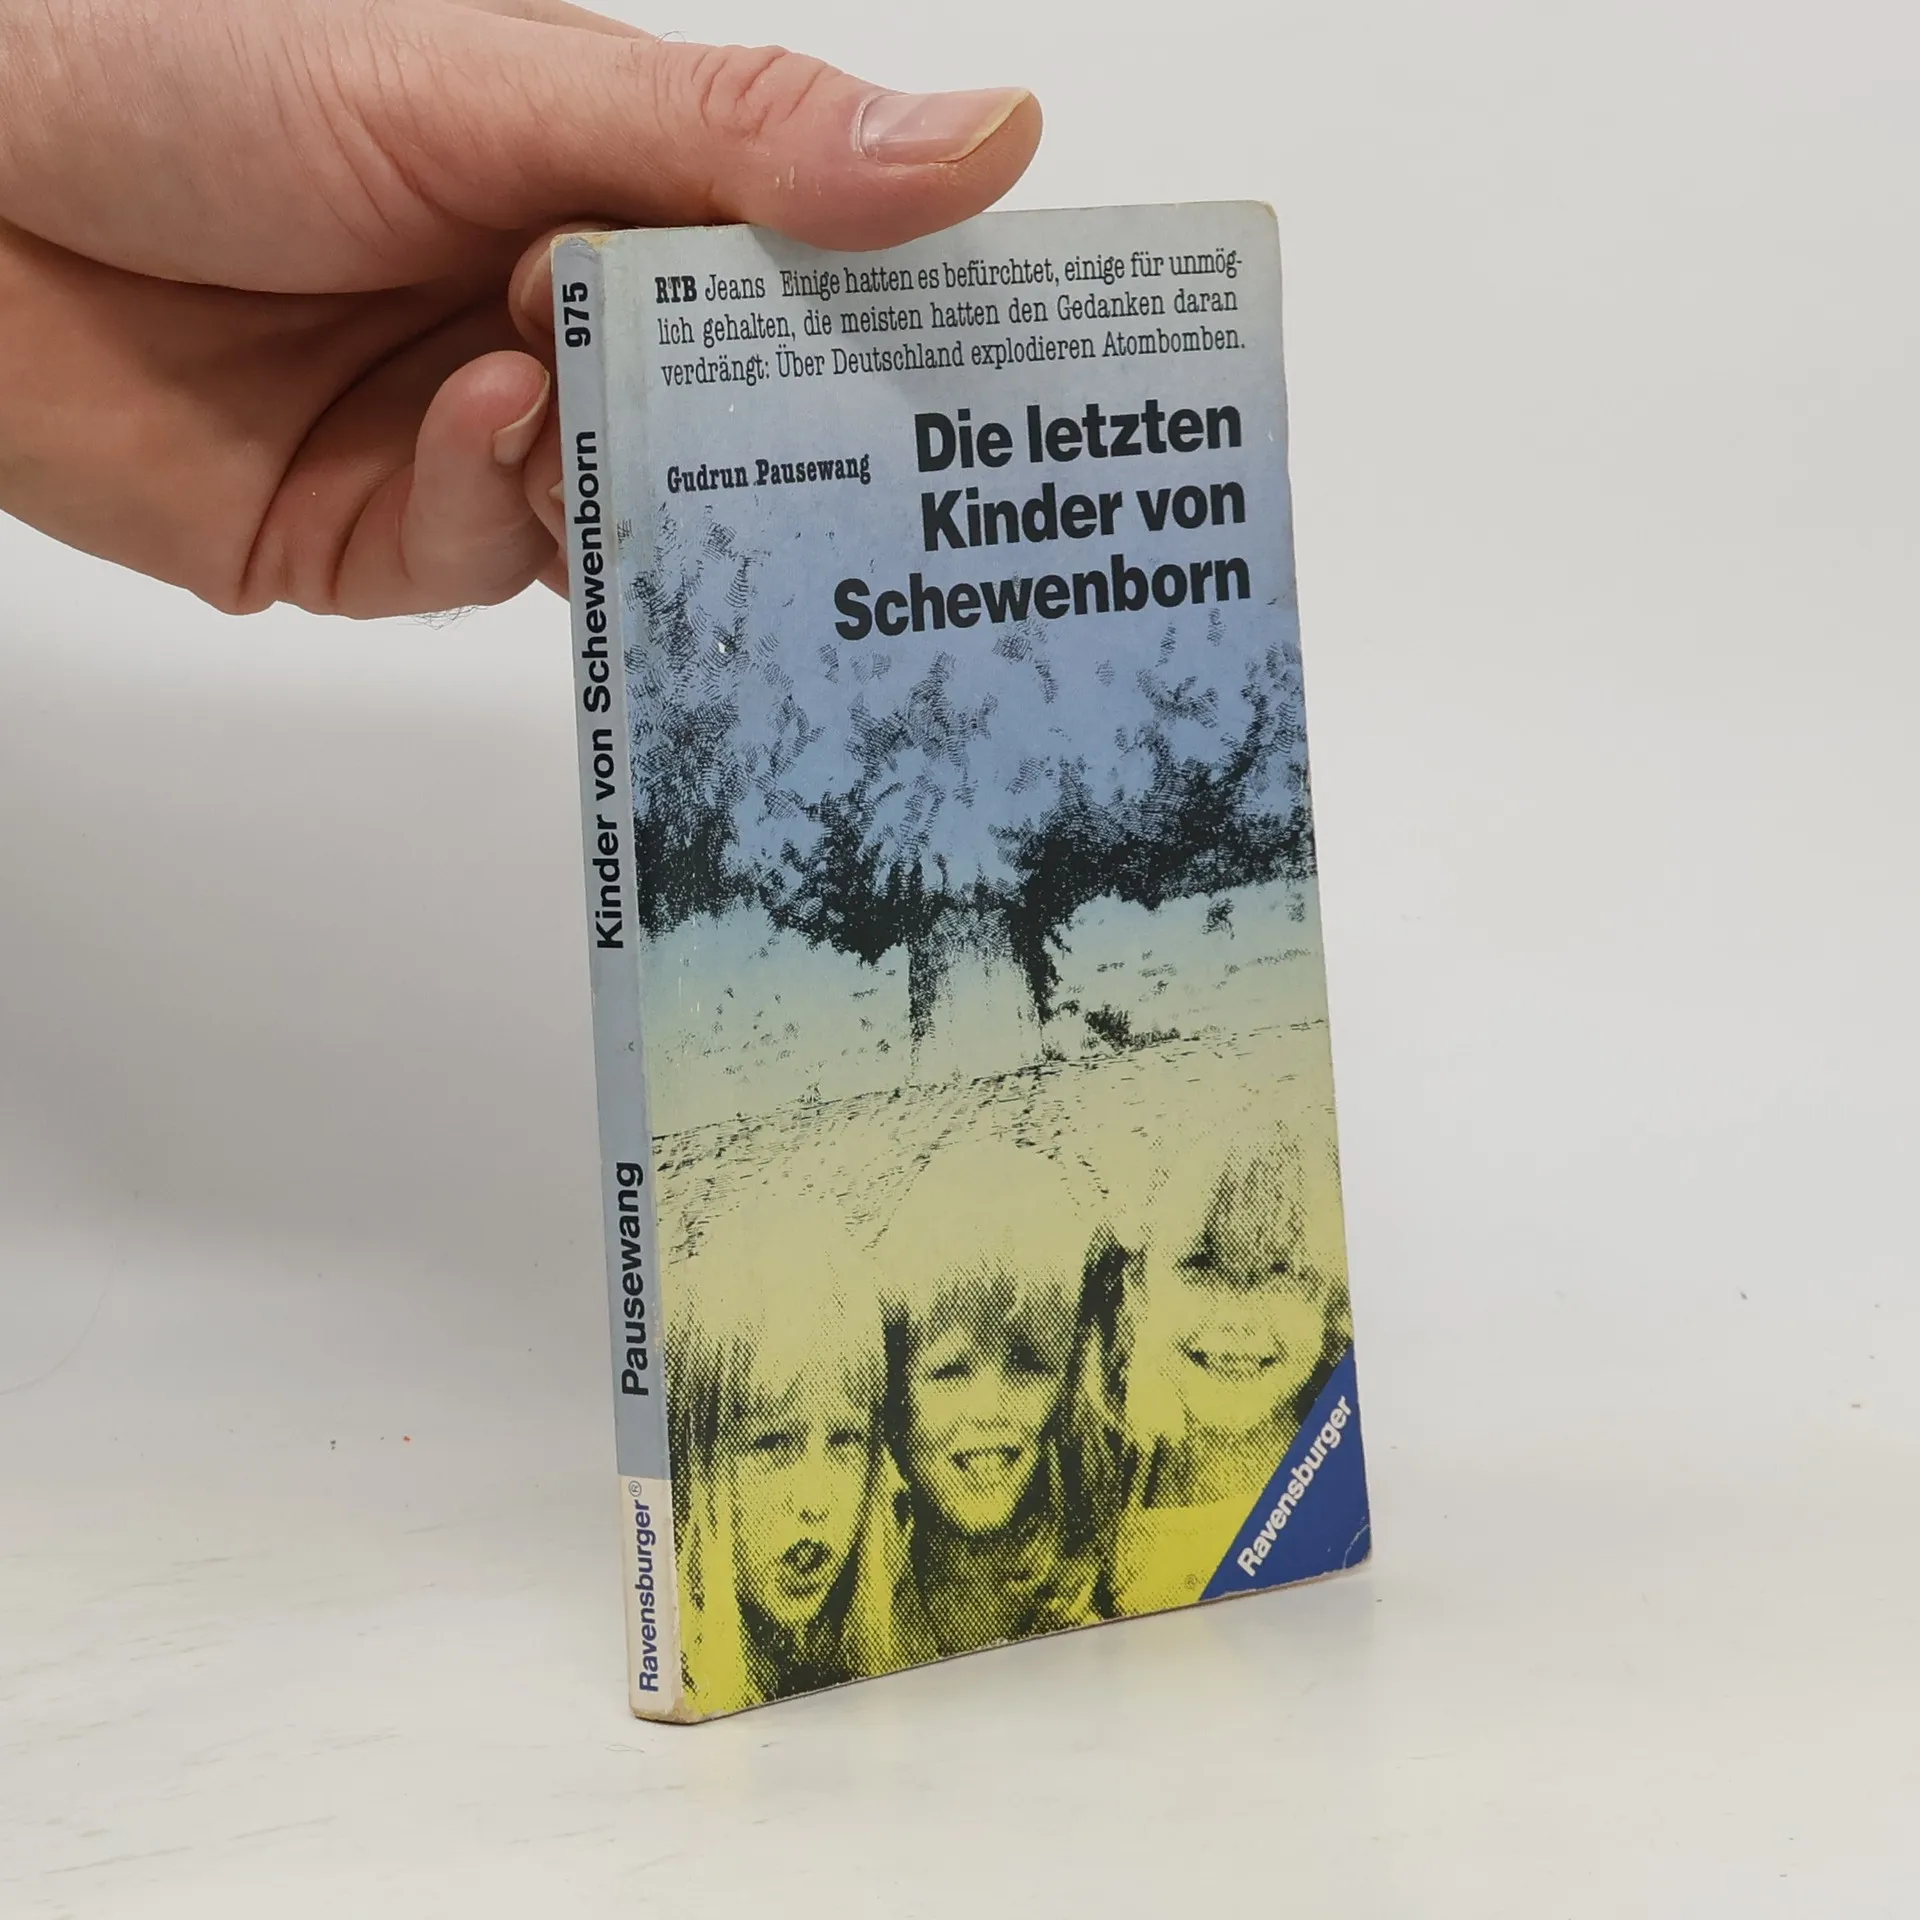 RTB Jeans Einige hatten es befürchtet, einige für unmög-
lich gehalten, die meisten hatten den Gedanken daran
verdrängt: Über Deutschland explodieren Atombomben.
Gudrun Pausewang
Die letzten
Kinder von
Schewenborn
Ravensburger
®
975
Kinder von Schewenborn
Pausewang
Ravensburger®